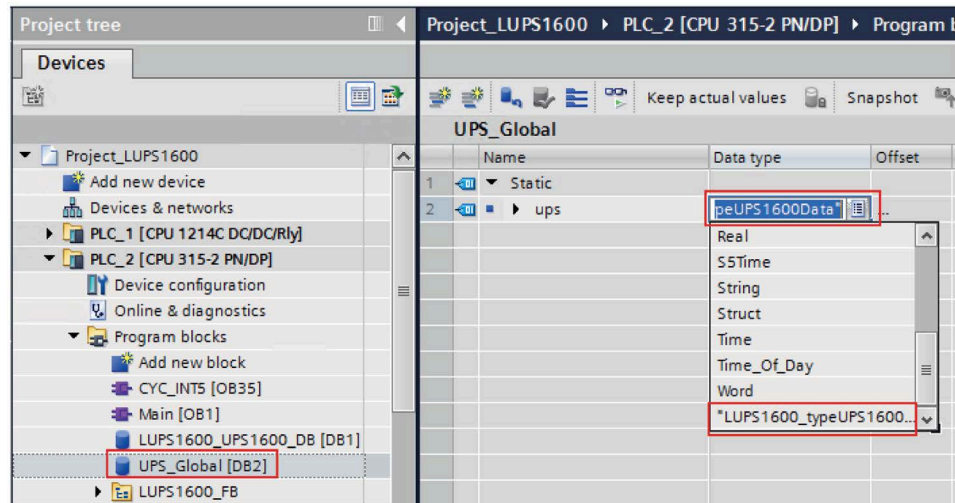 Project tree
Devices
Project_LUPS1600
Add new device
Devices & networks
PLC_1 [CPU 1214C DC/DC/Rly]
PLC_2 [CPU 315-2 PN/DP]
Device configuration
Online & diagnostics
Program blocks
Add new block
CYC_INT5 [OB35]
Main [OB1]
LUPS1600_UPS1600_DB [DB1]
UPS_Global [DB2]
LUPS1600_FB
Project_LUPS1600 PLC_2 [CPU 315-2 PN/DP] Program b
Keep actual values Snapshot
UPS_Global
Name Data type Offset
1 Static
2 ups peUPS1600Data" ...
Real
S5Time
String
Struct
Time
Time_Of_Day
Word
"LUPS1600_typeUPS1600...